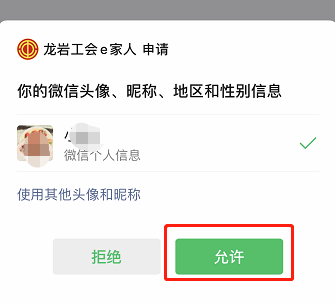 龙岩工会e家人 申请
你的微信头像、昵称、地区和性别信息
小
微信个人信息
使用其他头像和昵称
拒绝
允许